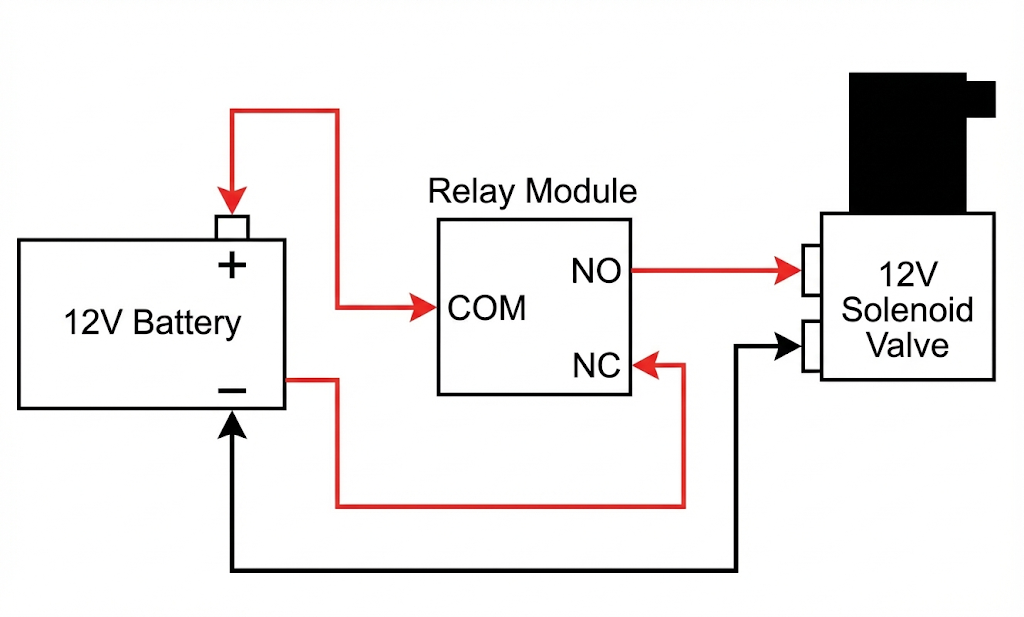 Relay Module
+
12V Battery
−
NO
COM
NC
12V
Solenoid
Valve